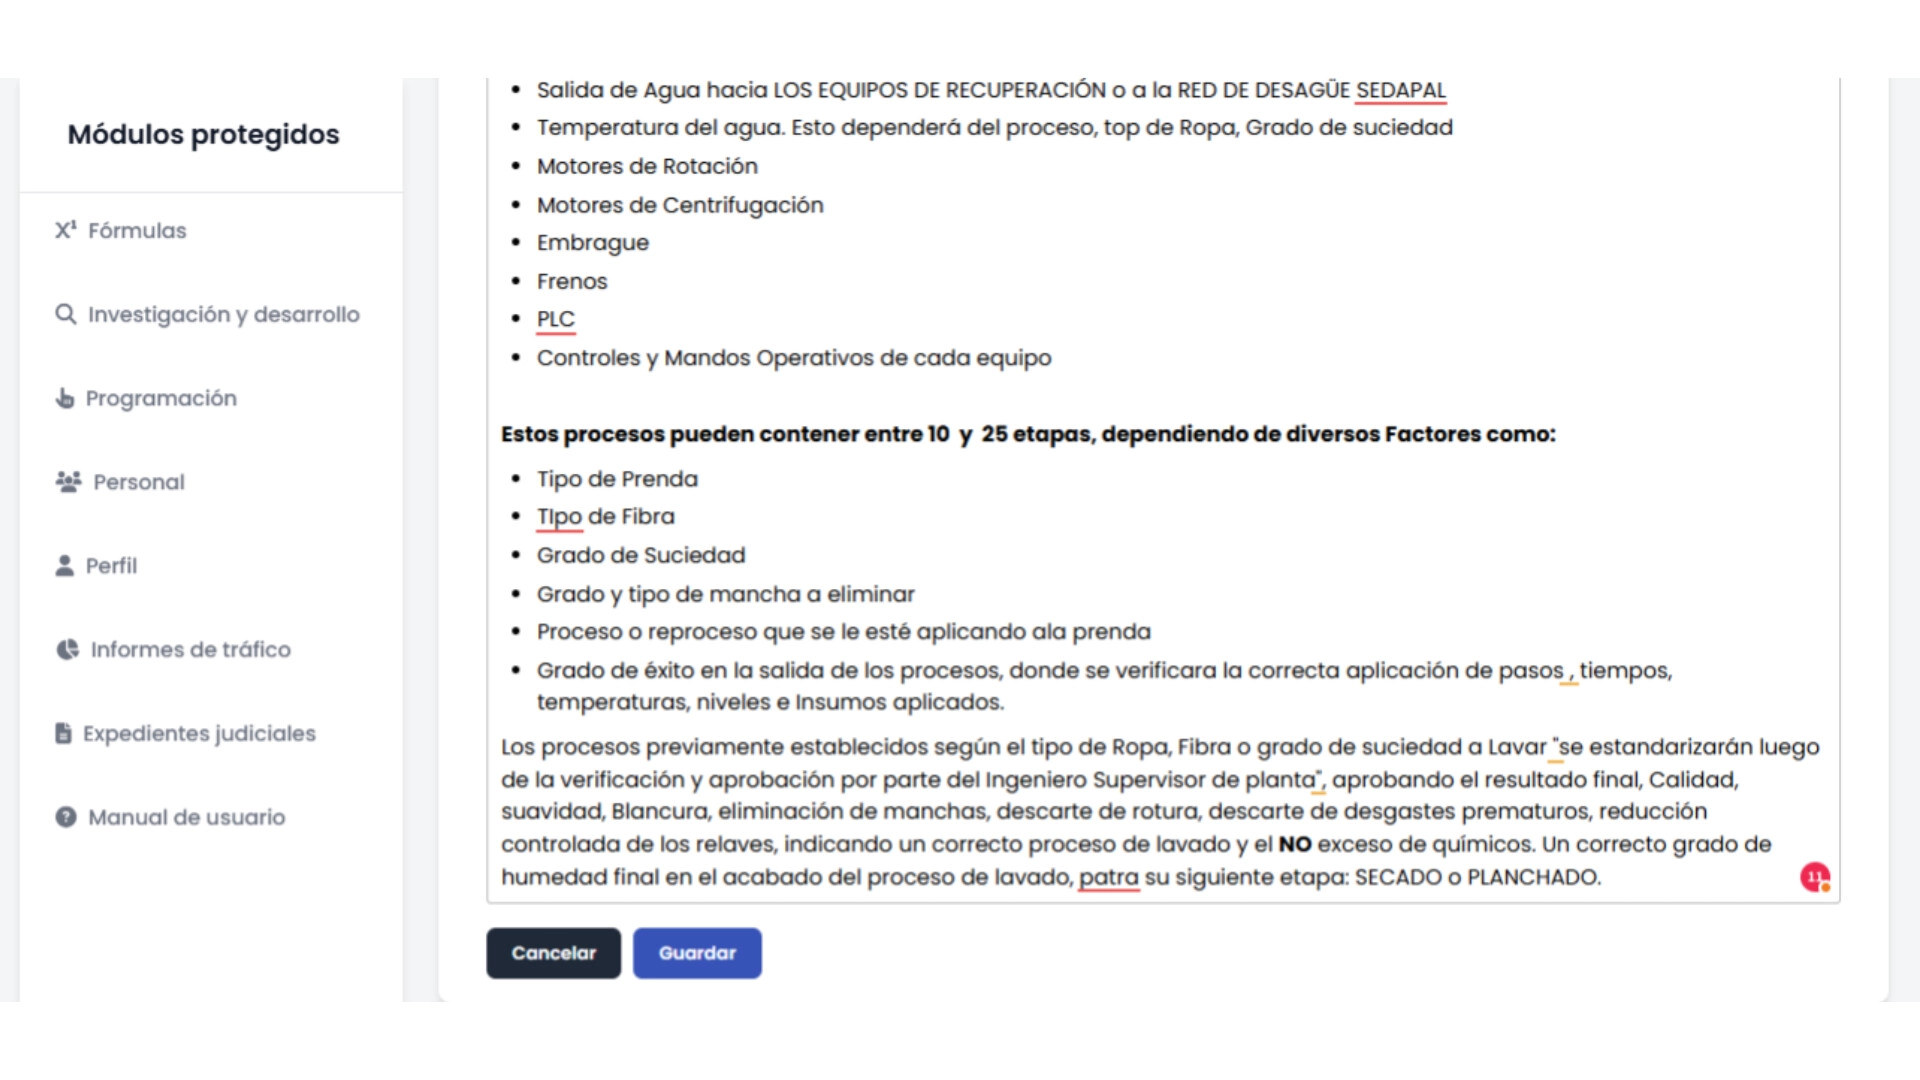 Módulos protegidos
X¹ Fórmulas
Investigación y desarrollo
Programación
Personal
Perfil
Informes de tráfico
Expedientes judiciales
Manual de usuario
• Salida de Agua hacia LOS EQUIPOS DE RECUPERACIÓN o a la RED DE DESAGÜE SEDAPAL
• Temperatura del agua. Esto dependerá del proceso, top de Ropa, Grado de suciedad
• Motores de Rotación
• Motores de Centrifugación
• Embrague
• Frenos
• PLC
• Controles y Mandos Operativos de cada equipo
Estos procesos pueden contener entre 10 y 25 etapas, dependiendo de diversos Factores como:
• Tipo de Prenda
• TIpo de Fibra
• Grado de Suciedad
• Grado y tipo de mancha a eliminar
• Proceso o reproceso que se le esté aplicando ala prenda
• Grado de éxito en la salida de los procesos, donde se verificara la correcta aplicación de pasos , tiempos,
temperaturas, niveles e Insumos aplicados.
Los procesos previamente establecidos según el tipo de Ropa, Fibra o grado de suciedad a Lavar "se estandarizarán luego
de la verificación y aprobación por parte del Ingeniero Supervisor de planta", aprobando el resultado final, Calidad,
suavidad, Blancura, eliminación de manchas, descarte de rotura, descarte de desgastes prematuros, reducción
controlada de los relaves, indicando un correcto proceso de lavado y el NO exceso de químicos. Un correcto grado de
humedad final en el acabado del proceso de lavado, patra su siguiente etapa: SECADO o PLANCHADO.
11
Cancelar
Guardar